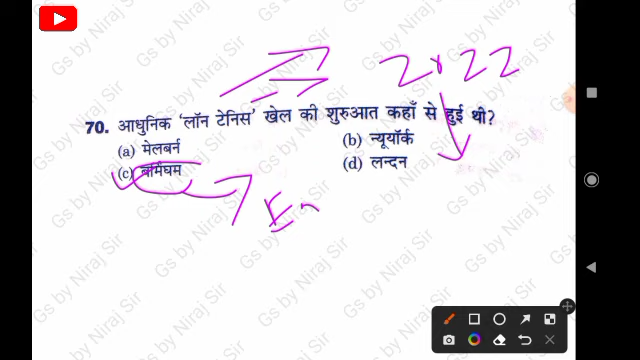 2022
70. आधुनिक ‘लॉन टेनिस’ खेल की शुरुआत कहाँ से हुई थी?
(a) मेलबर्न (b) न्यूयॉर्क
(c) बर्मिंघम (d) लन्दन
Gs by Niraj Sir